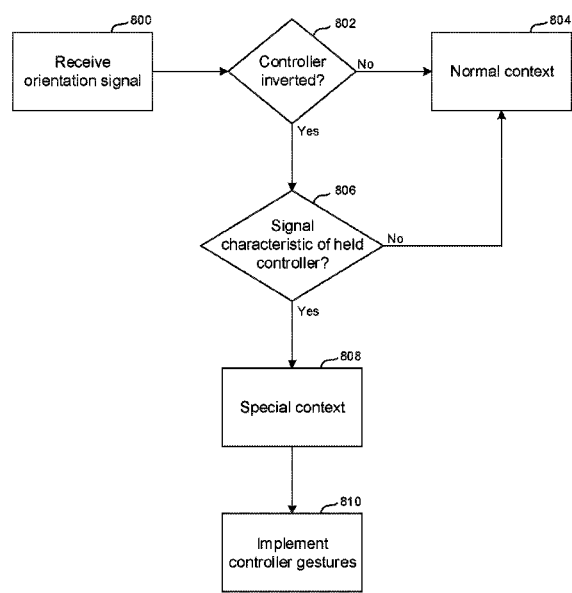 800
Receive
orientation signal
802
Controller
inverted?
No
804
Normal context
Yes
806
Signal
characteristic of held
controller?
No
Yes
808
Special context
810
Implement
controller gestures